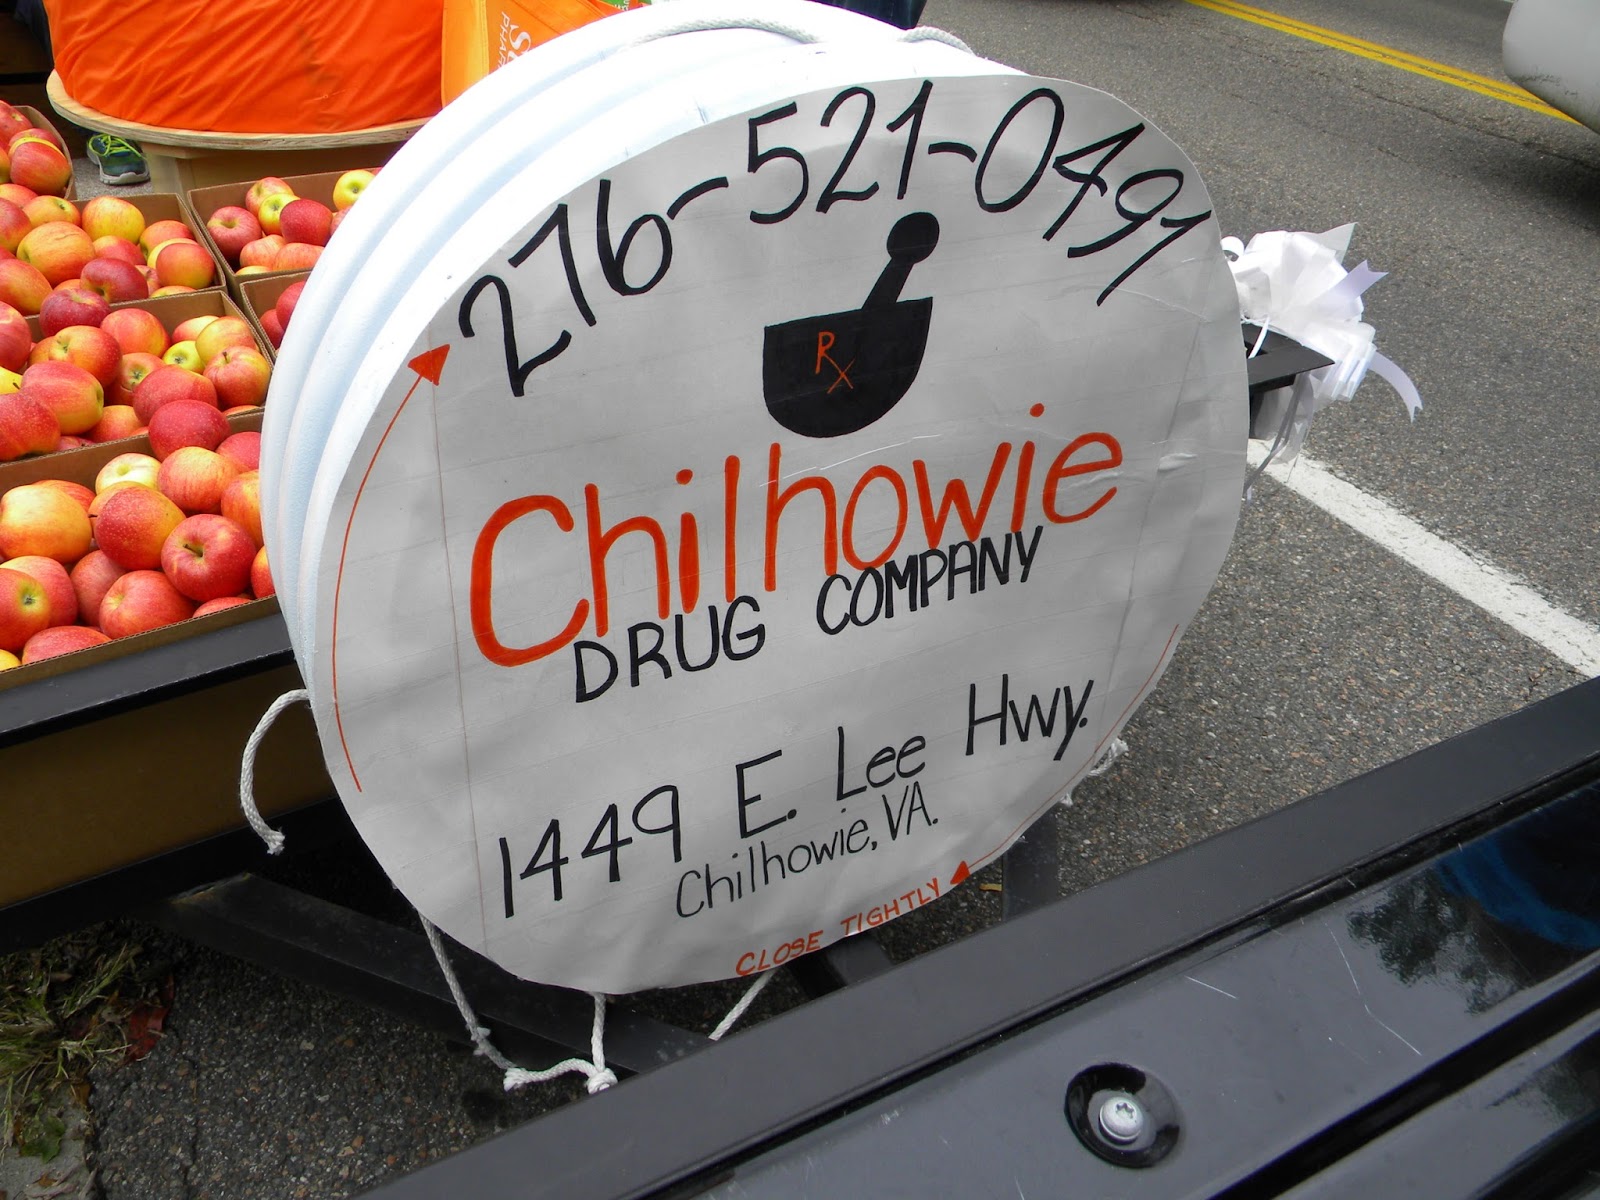 276-521-0491
Rx
Chilhowie
DRUG COMPANY
1449 E. Lee Hwy.
Chilhowie, VA.
CLOSE TIGHTLY